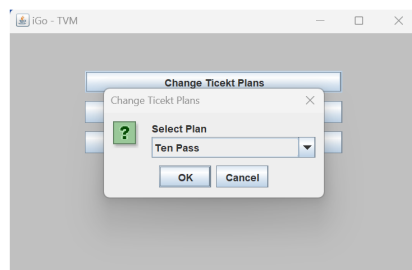 iGo - TVM
Change Ticekt Plans
Change Ticekt Plans
?
Select Plan
Ten Pass
OK
Cancel